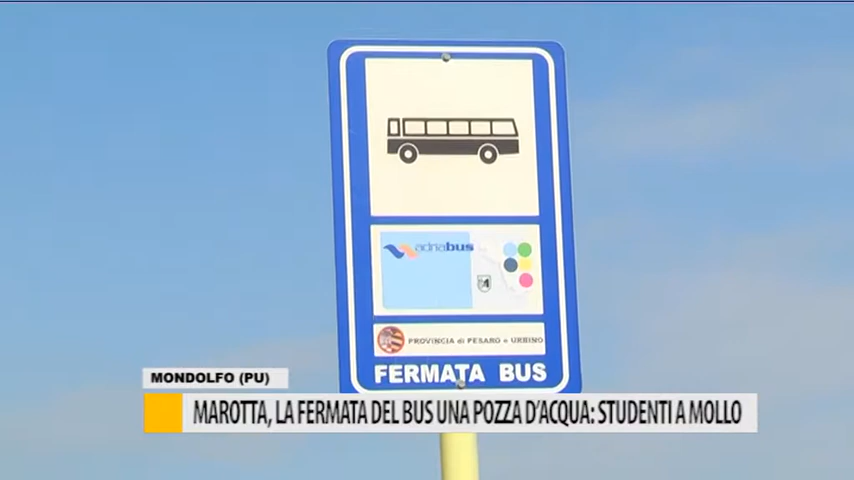 adriabus
PROVINCIA di PESARO e URBINO
FERMATA BUS
MONDOLFO (PU)
MAROTTA, LA FERMATA DEL BUS UNA POZZA D'ACQUA: STUDENTI A MOLLO